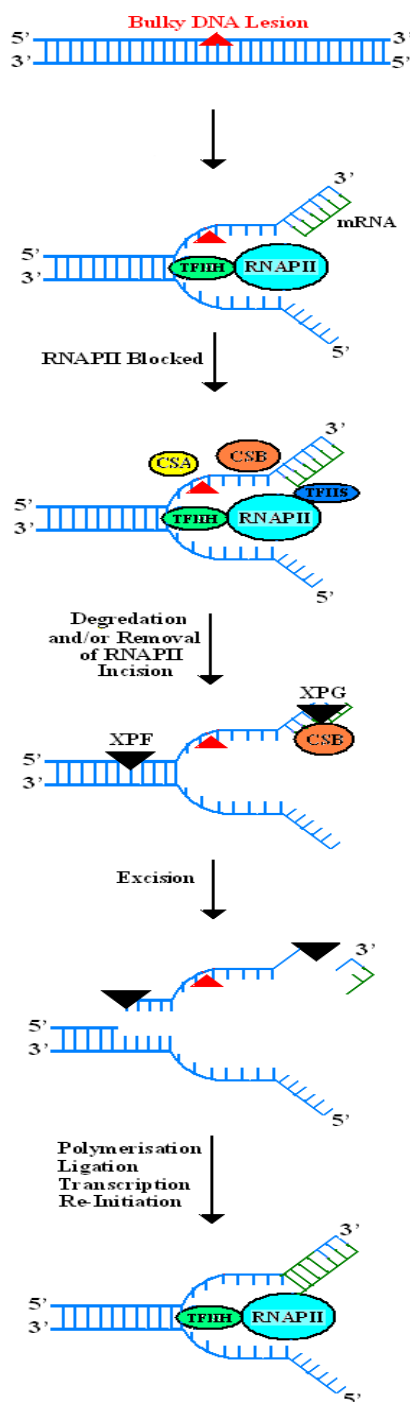 Bulky DNA Lesion
5' 3'
3' 5'
3'
mRNA
5'
3'
TFIIH RNAPII
5'
RNAPII Blocked
3'
CSA CSB
TFIIS
5'
3'
TFIIH RNAPII
5'
Degredation
and/or Removal
of RNAPII
Incision
XPG
XPF
CSB
5'
3'
Excision
3'
5'
3'
5'
Polymerisation
Ligation
Transcription
Re-Initiation
3'
5'
3'
TFIIH RNAPII
5'